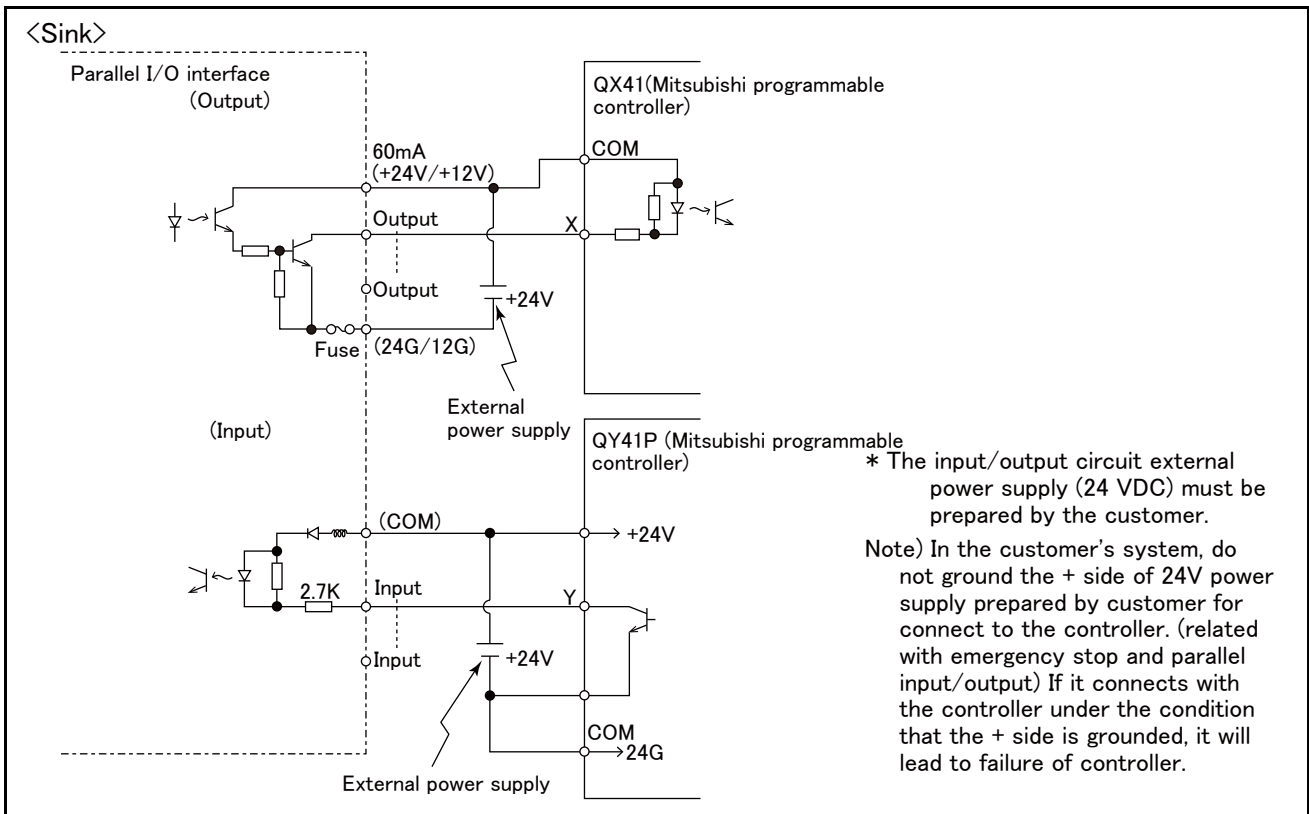 <Sink>
Parallel I/O interface
(Output)
QX41(Mitsubishi programmable
controller)
60mA
(+24V/+12V)
COM
Output
X
Output
+24V
Fuse
(24G/12G)
External
power supply
(Input)
QY41P (Mitsubishi programmable
controller)
(COM)
+24V
2.7K
Input
Y
Input
+24V
COM
24G
External power supply
* The input/output circuit external
power supply (24 VDC) must be
prepared by the customer.
Note) In the customer's system, do
not ground the + side of 24V power
supply prepared by customer for
connect to the controller. (related
with emergency stop and parallel
input/output) If it connects with
the controller under the condition
that the + side is grounded, it will
lead to failure of controller.